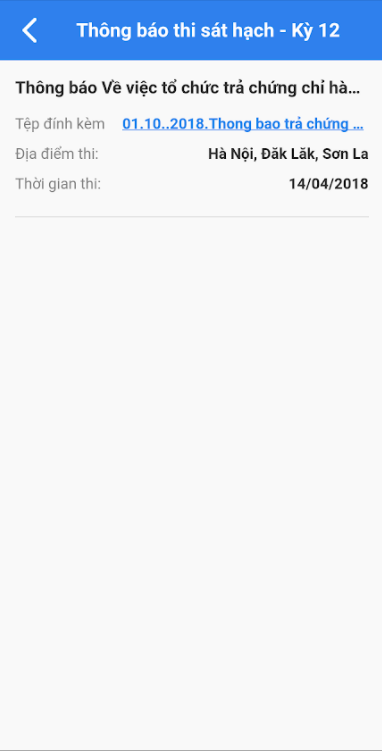 Thông báo thi sát hạch - Kỳ 12
Thông báo Về việc tổ chức trả chứng chỉ hà...
Tệp đính kèm 01.10..2018.Thong bao trả chứng ...
Địa điểm thi: Hà Nội, Đăk Lăk, Sơn La
Thời gian thi: 14/04/2018